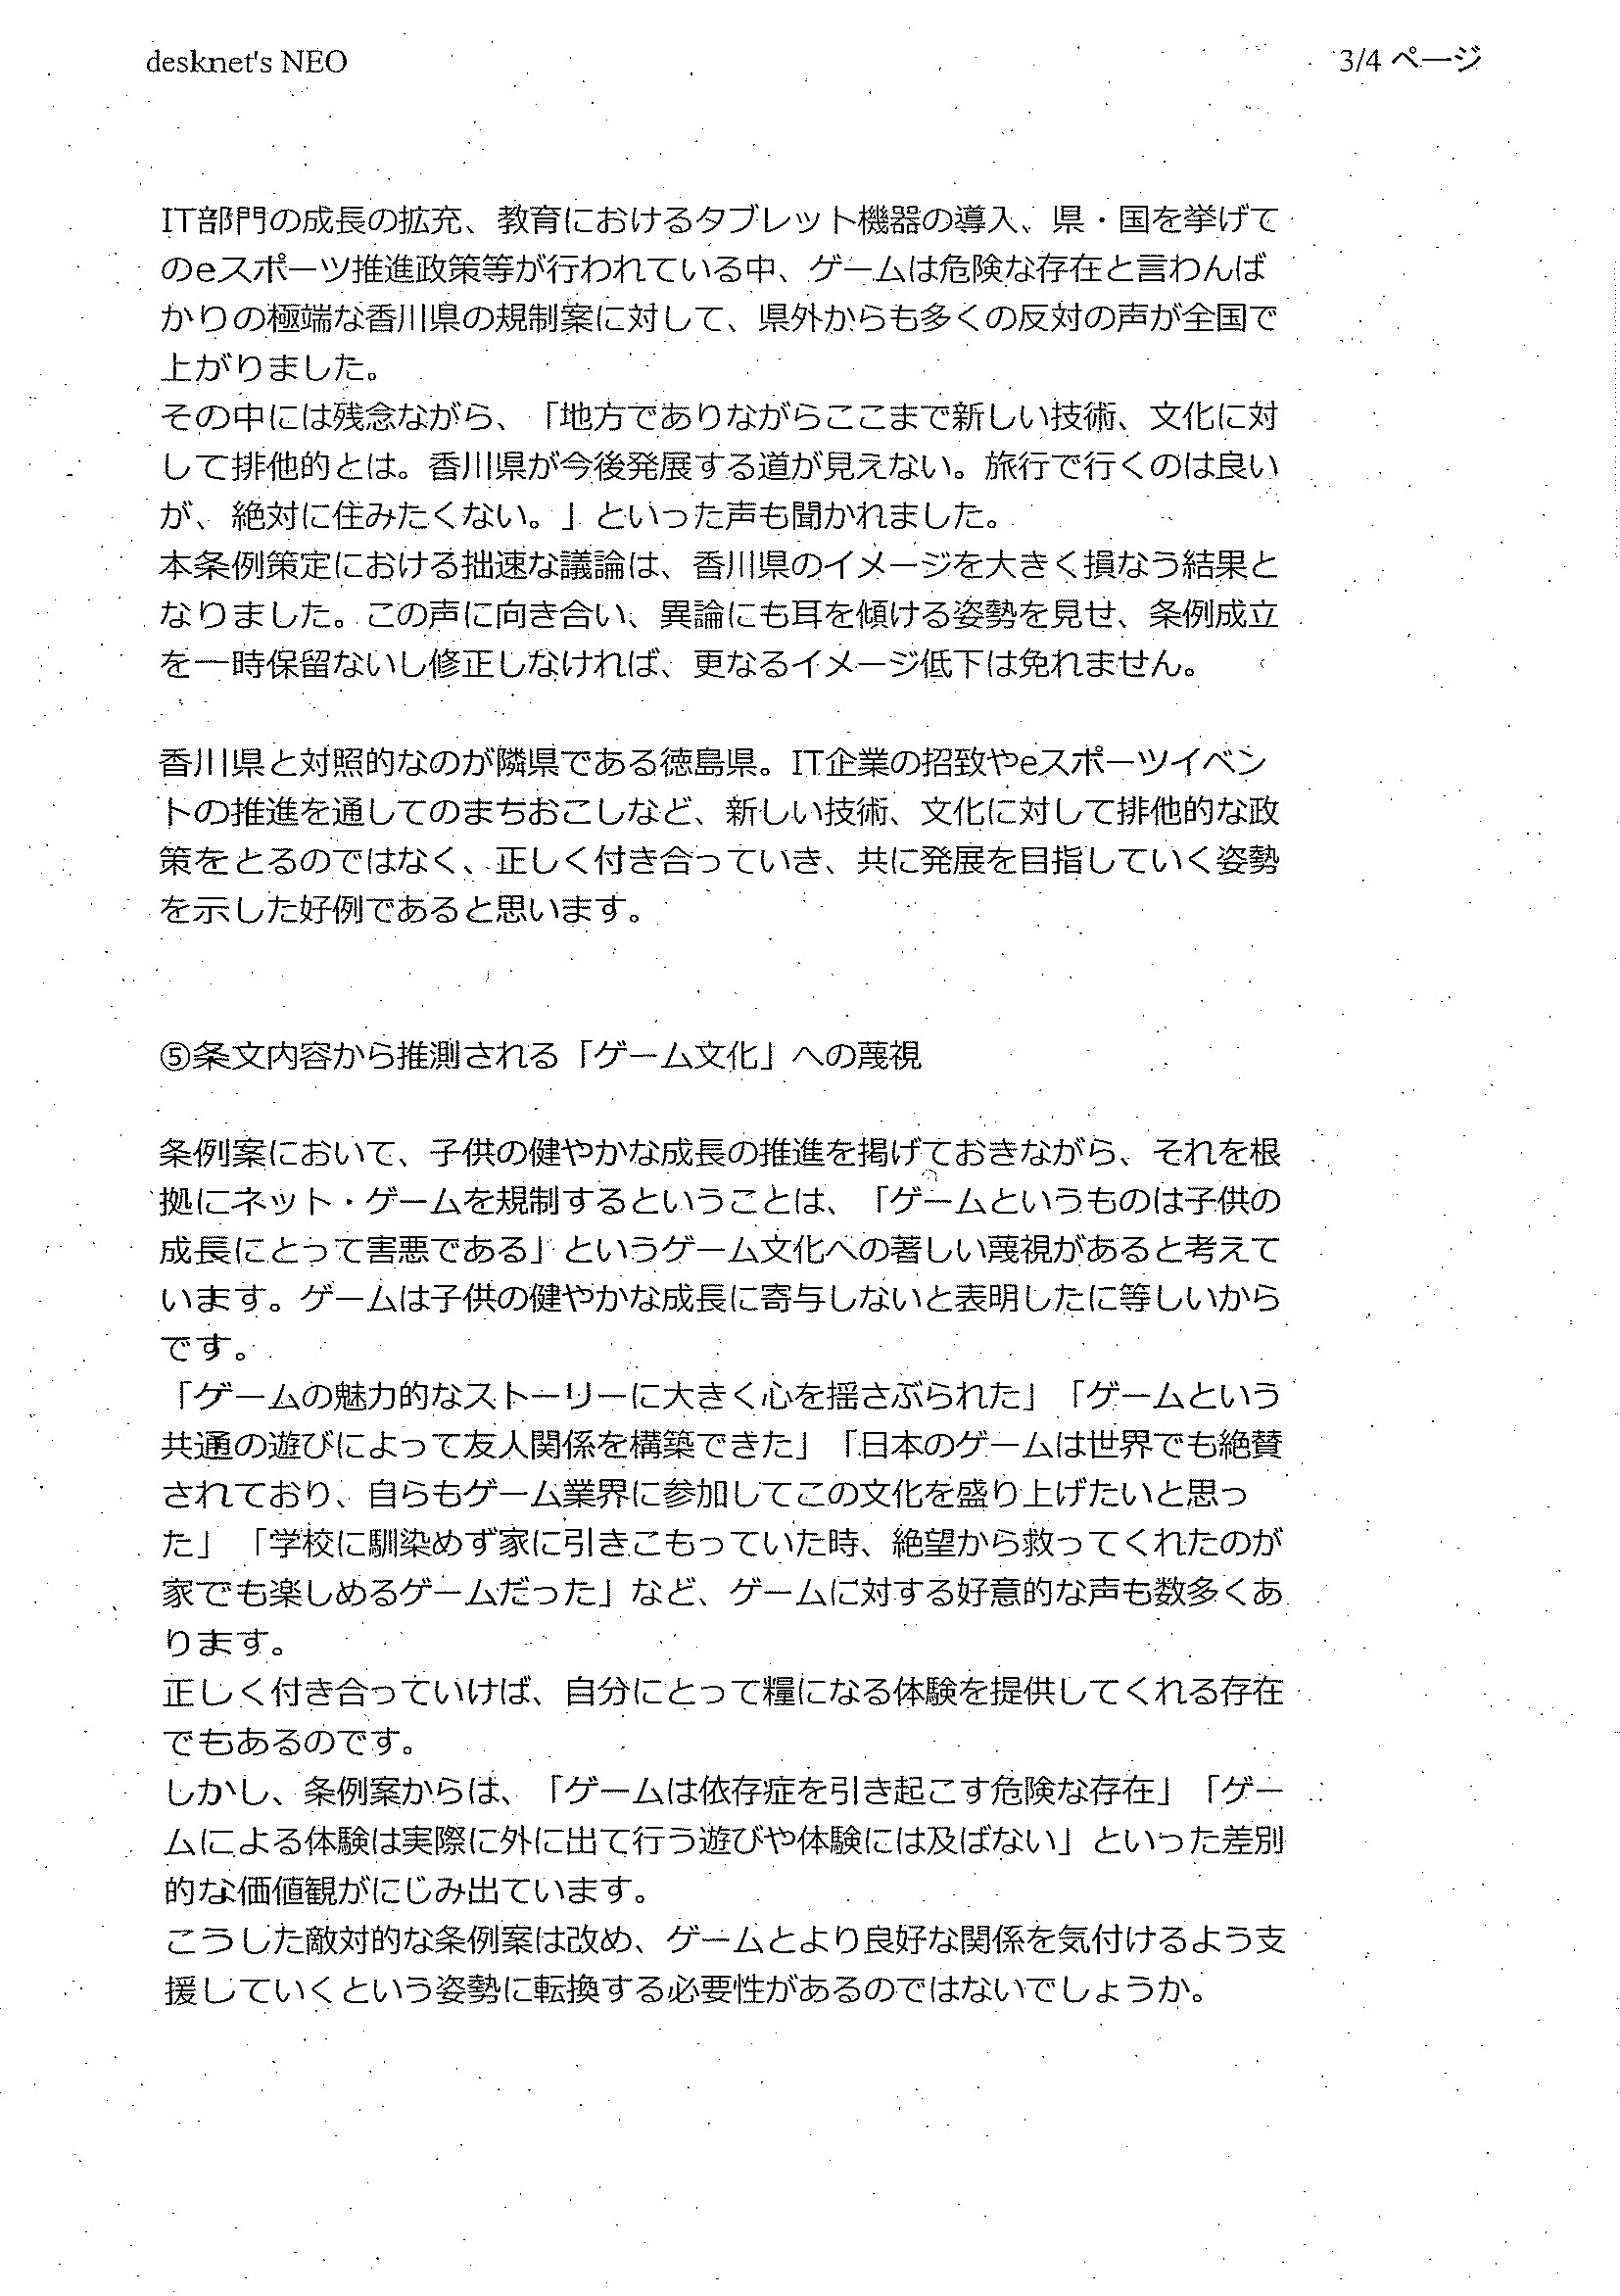 desknet's NEO
3/4 ページ
IT部門の成長の拡充、教育におけるタブレット機器の導入、県・国を挙げて
のeスポーツ推進政策等が行われている中、ゲームは危険な存在と言わんば
かりの極端な香川県の規制案に対して、県外からも多くの反対の声が全国で
上がりました。
その中には残念ながら、「地方でありながらここまで新しい技術、文化に対
して排他的とは。香川県が今後発展する道が見えない。旅行で行くのは良い
が、絶対に住みたくない。」といった声も聞かれました。
本条例策定における拙速な議論は、香川県のイメージを大きく損なう結果と
なりました。この声に向き合い、異論にも耳を傾ける姿勢を見せ、条例成立
を一時保留ないし修正しなければ、更なるイメージ低下は免れません。
香川県と対照的なのが隣県である徳島県。IT企業の招致やeスポーツイベン
トの推進を通してのまちおこしなど、新しい技術、文化に対して排他的な政
策をとるのではなく、正しく付き合っていき、共に発展を目指していく姿勢
を示した好例であると思います。
⑤条文内容から推測される「ゲーム文化」への蔑視
条例案において、子供の健やかな成長の推進を掲げておきながら、それを根
拠にネット・ゲームを規制するということは、「ゲームというものは子供の
成長にとって害悪である」というゲーム文化への著しい蔑視があると考えて
います。ゲームは子供の健やかな成長に寄与しないと表明したに等しいから
です。
「ゲームの魅力的なストーリーに大きく心を揺さぶられた」「ゲームという
共通の遊びによって友人関係を構築できた」「日本のゲームは世界でも絶賛
されており、自らもゲーム業界に参加してこの文化を盛り上げたいと思っ
た」「学校に馴染めず家に引きこもっていた時、絶望から救ってくれたのが
家でも楽しめるゲームだった」など、ゲームに対する好意的な声も数多くあ
ります。
正しく付き合っていけば、自分にとって糧になる体験を提供してくれる存在
でもあるのです。
しかし、条例案からは、「ゲームは依存症を引き起こす危険な存在」「ゲー
ムによる体験は実際に外に出て行う遊びや体験には及ばない」といった差別
的な価値観がにじみ出ています。
こうした敵対的な条例案は改め、ゲームとより良好な関係を気付けるよう支
援していくという姿勢に転換する必要性があるのではないでしょうか。